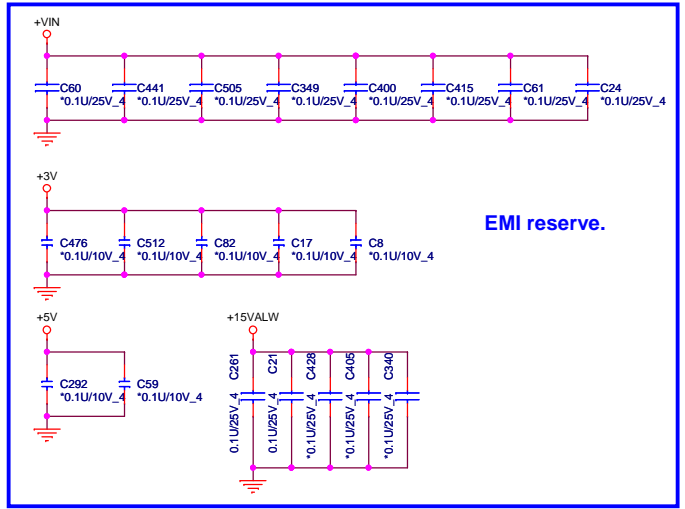 +VIN
C60 C441 C505 C349 C400 C415 C61 C24
*0.1U/25V_4 *0.1U/25V_4 *0.1U/25V_4 *0.1U/25V_4 *0.1U/25V_4 *0.1U/25V_4 *0.1U/25V_4 *0.1U/25V_4
+3V
EMI reserve.
C476 C512 C82 C17 C8
*0.1U/10V_4 *0.1U/10V_4 *0.1U/10V_4 *0.1U/10V_4 *0.1U/10V_4
+5V
C292 C59
*0.1U/10V_4 *0.1U/10V_4
+15VALW
C261 C21 C428 C405 C340
0.1U/25V_4 0.1U/25V_4 *0.1U/25V_4 *0.1U/25V_4 *0.1U/25V_4